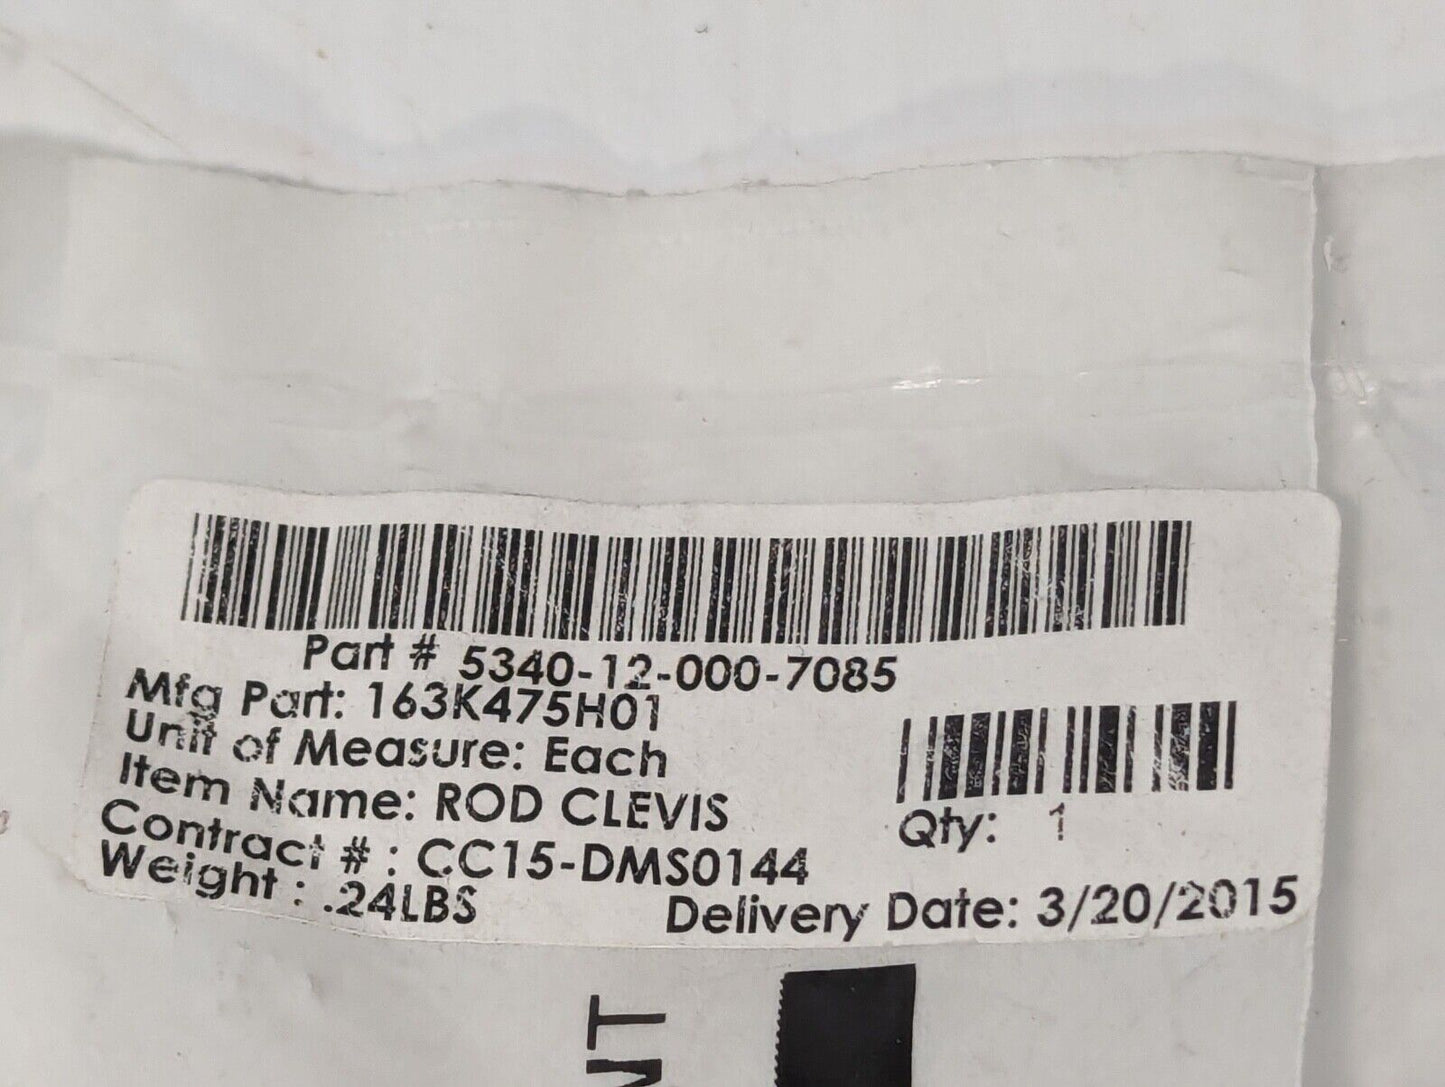 Part # 5340-12-000-7085
Mfg Part: 163K475H01
Unit of Measure: Each
Item Name: ROD CLEVIS
Qty: 1
Contract # : CC15-DMS0144
Weight : .24LBS
Delivery Date: 3/20/2015
NT